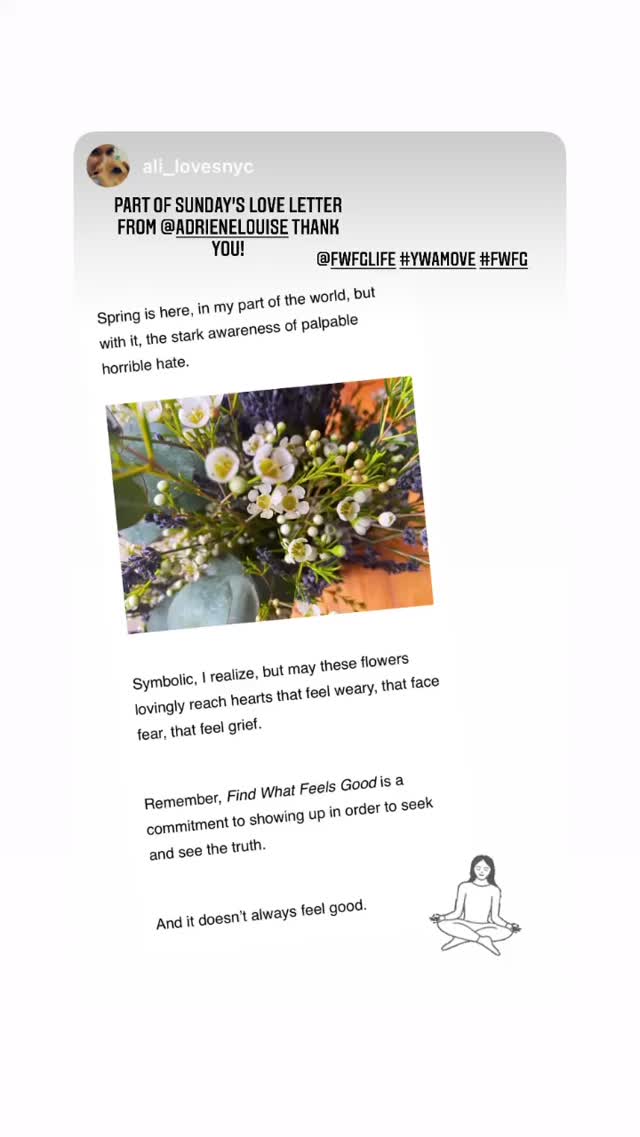 ali_lovesnyc
PART OF SUNDAY'S LOVE LETTER
FROM @ADRIENELOUISE THANK
YOU!
@FWFGLIFE #YWAMOVE #FWFG
Spring is here, in my part of the world, but
with it, the stark awareness of palpable
horrible hate.
Symbolic, I realize, but may these flowers
lovingly reach hearts that feel weary, that face
fear, that feel grief.
Remember, Find What Feels Good is a
commitment to showing up in order to seek
and see the truth.
And it doesn't always feel good.